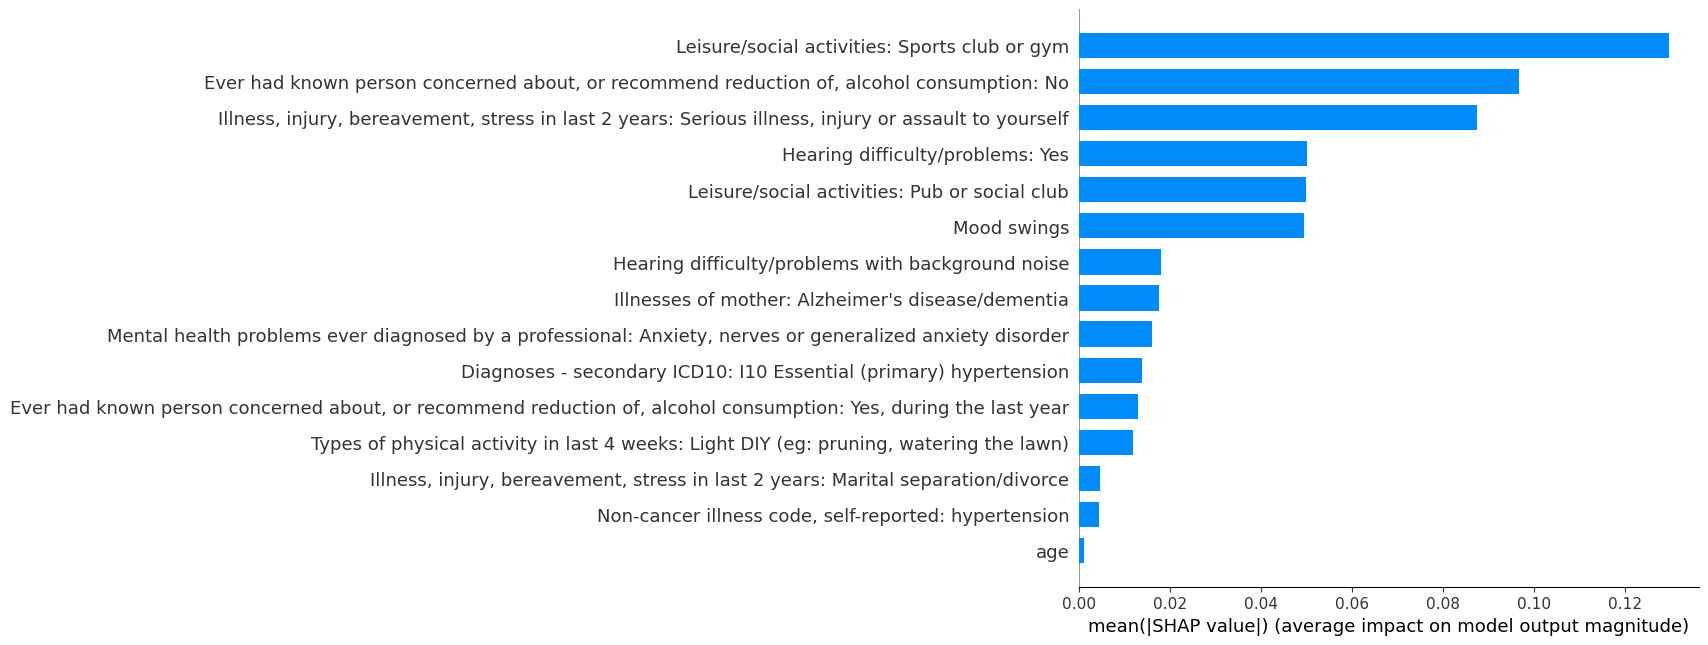 Leisure/social activities: Sports club or gym
Ever had known person concerned about, or recommend reduction of, alcohol consumption: No
Illness, injury, bereavement, stress in last 2 years: Serious illness, injury or assault to yourself
Hearing difficulty/problems: Yes
Leisure/social activities: Pub or social club
Mood swings
Hearing difficulty/problems with background noise
Illnesses of mother: Alzheimer's disease/dementia
Mental health problems ever diagnosed by a professional: Anxiety, nerves or generalized anxiety disorder
Diagnoses - secondary ICD10: I10 Essential (primary) hypertension
Ever had known person concerned about, or recommend reduction of, alcohol consumption: Yes, during the last year
Types of physical activity in last 4 weeks: Light DIY (eg: pruning, watering the lawn)
Illness, injury, bereavement, stress in last 2 years: Marital separation/divorce
Non-cancer illness code, self-reported: hypertension
age
0.00 0.02 0.04 0.06 0.08 0.10 0.12
mean(|SHAP value|) (average impact on model output magnitude)